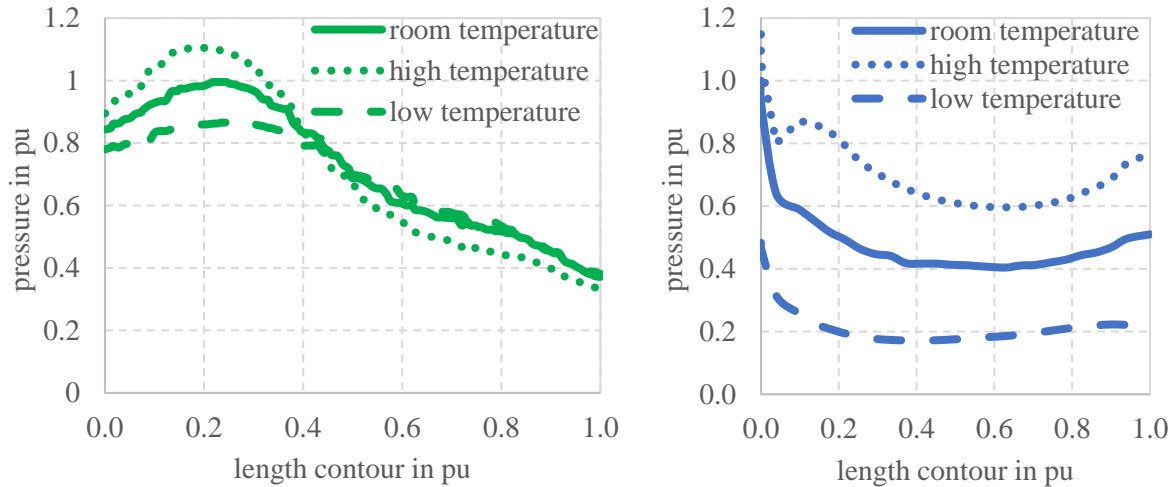 1.2
1
0.8
0.6
0.4
0.2
0
pressure in pu
room temperature
high temperature
low temperature
0.0 0.2 0.4 0.6 0.8 1.0
length contour in pu
1.2
1.0
0.8
0.6
0.4
0.2
0.0
pressure in pu
room temperature
high temperature
low temperature
0.0 0.2 0.4 0.6 0.8 1.0
length contour in pu